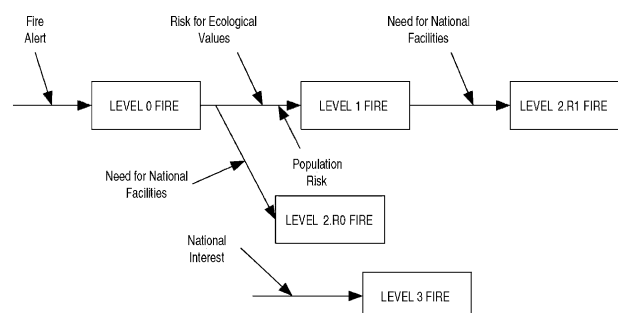 Fire
Alert
Risk for Ecological
Values
Need for National
Facilities
LEVEL 0 FIRE
LEVEL 1 FIRE
LEVEL 2.R1 FIRE
Need for National
Facilities
Population
Risk
LEVEL 2.R0 FIRE
National
Interest
LEVEL 3 FIRE